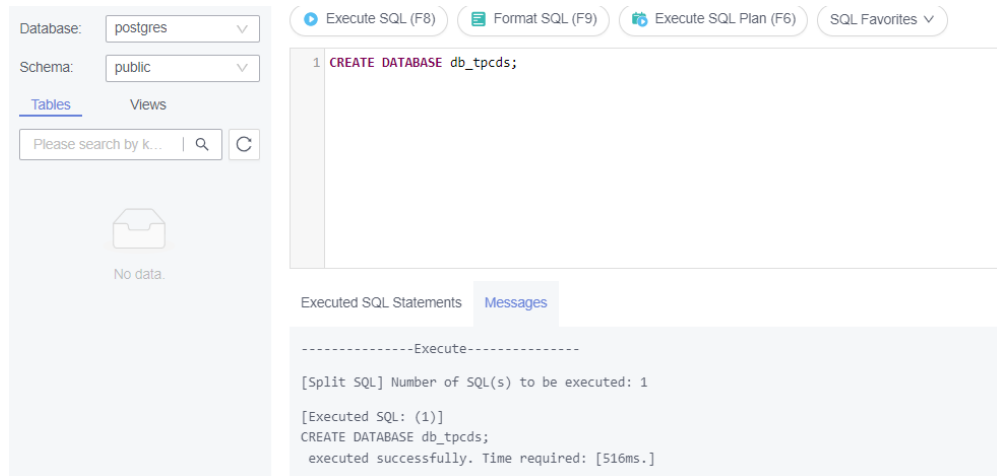 Database: postgres
Schema: public
Tables Views
Please search by k...
No data.
Execute SQL (F8) Format SQL (F9) Execute SQL Plan (F6) SQL Favorites
1 CREATE DATABASE db_tpcds;
Executed SQL Statements Messages
---------------Execute---------------
[Split SQL] Number of SQL(s) to be executed: 1
[Executed SQL: (1)]
CREATE DATABASE db_tpcds;
executed successfully. Time required: [516ms.]